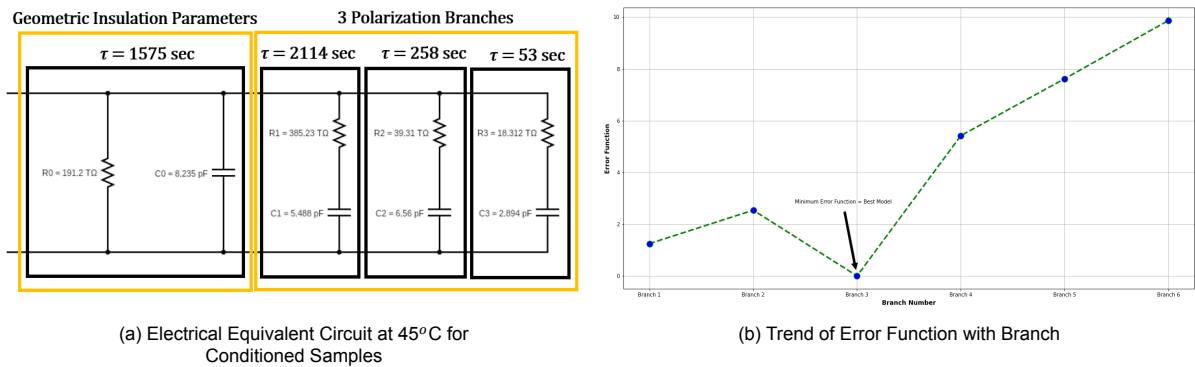 Geometric Insulation Parameters
3 Polarization Branches
τ = 1575 sec
τ = 2114 sec
τ = 258 sec
τ = 53 sec
R0 = 191.2 TΩ
C0 = 8.235 pF
R1 = 385.23 TΩ
C1 = 5.488 pF
R2 = 39.31 TΩ
C2 = 6.56 pF
R3 = 18.312 TΩ
C3 = 2.894 pF
(a) Electrical Equivalent Circuit at 45°C for
Conditioned Samples
Error Function
10
8
6
4
2
0
Minimum Error Function = Best Model
Branch 1
Branch 2
Branch 3
Branch 4
Branch 5
Branch 6
Branch Number
(b) Trend of Error Function with Branch